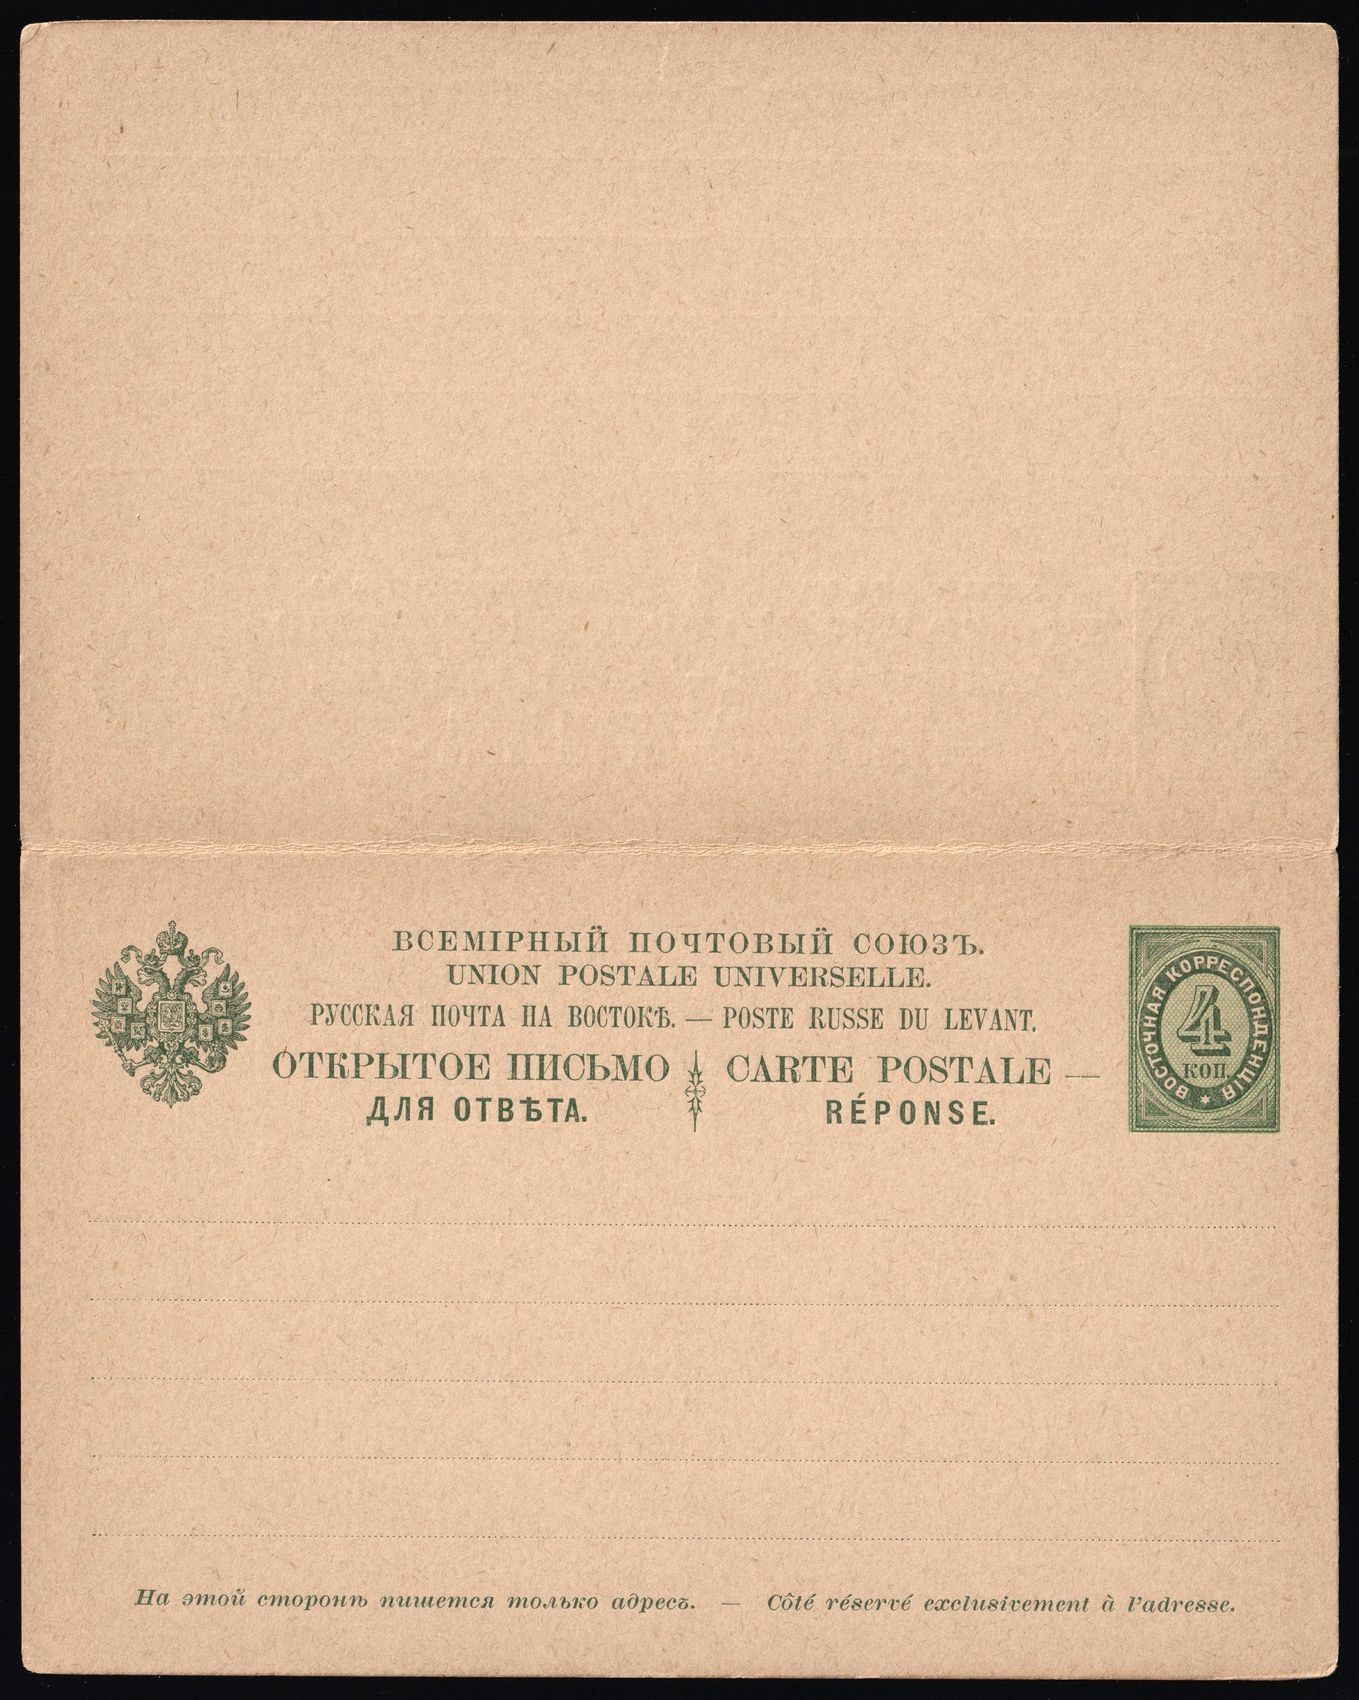 ВСЕМІРНЫЙ ПОЧТОВЫЙ СОЮЗЪ.
UNION POSTALE UNIVERSELLE.
РУССКАЯ ПОЧТА НА ВОСТОКѢ. — POSTE RUSSE DU LEVANT.
ОТКРЫТОЕ ПИСЬМО CARTE POSTALE —
ДЛЯ ОТВѢТА. RÉPONSE.
ВОСТОЧНАЯ КОРРЕСПОНДЕНЦІЯ
4
КОП.
На этой сторонѣ пишется только адресъ. — Côté réservé exclusivement à l'adresse.